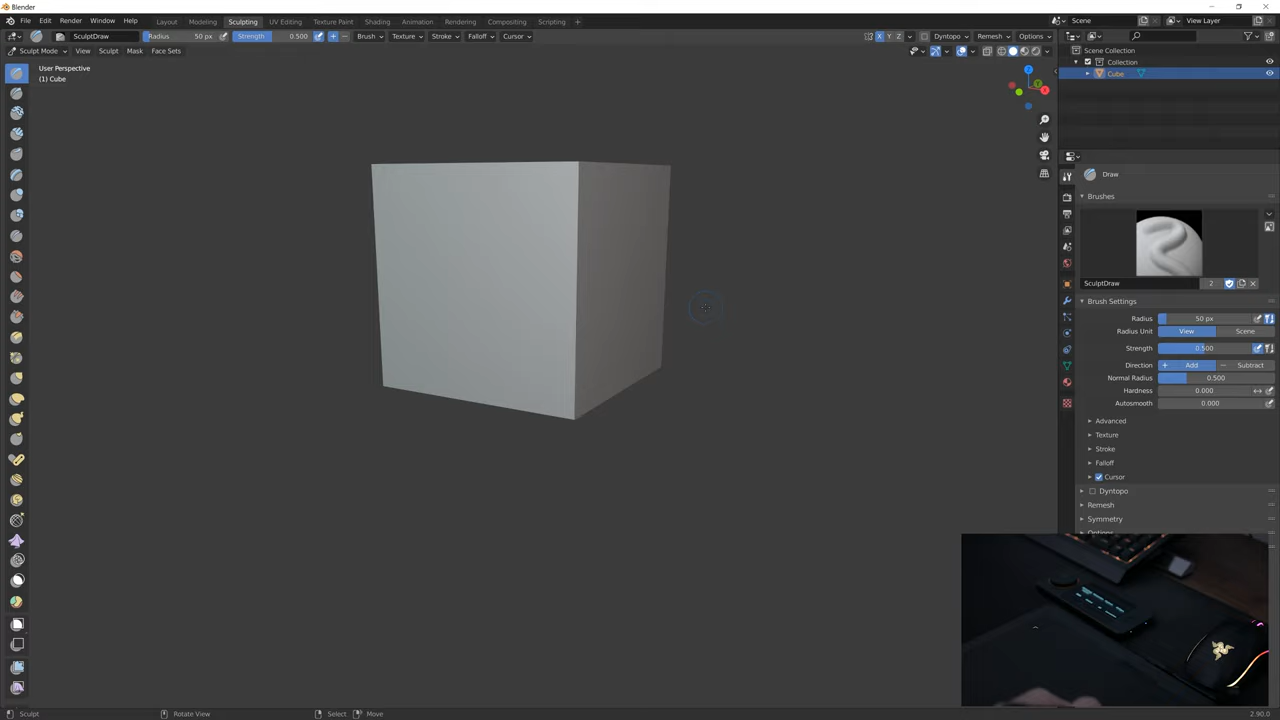 Blender
File Edit Render Window Help Layout Modeling Sculpting UV Editing Texture Paint Shading Animation Rendering Compositing Scripting Scene View Layer
SculptDraw Radius 50 px Strength 0.500 Brush Texture Stroke Falloff Cursor X Y Z Dyntopo Remesh Options
Sculpt Mode View Sculpt Mask Face Sets
User Perspective
(1) Cube
Scene Collection
Collection
Cube
Draw
Brushes
SculptDraw 2
Brush Settings
Radius 50 px
Radius Unit View Scene
Strength 0.500
Direction + Add − Subtract
Normal Radius 0.500
Hardness 0.000
Autosmooth 0.000
Advanced
Texture
Stroke
Falloff
Cursor
Dyntopo
Remesh
Symmetry
Options
Sculpt Rotate View Select Move 2.90.0